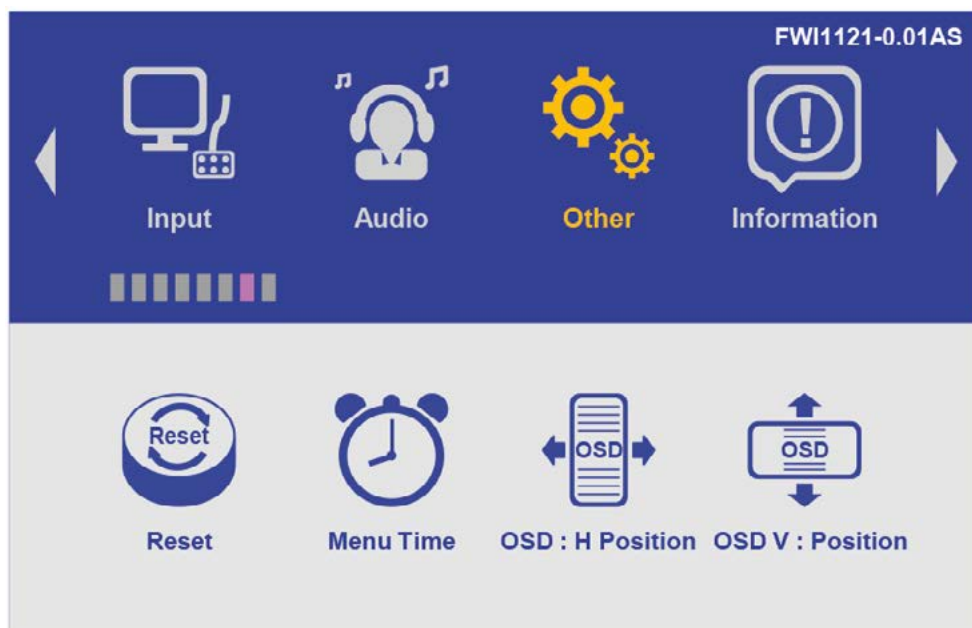 FWI1121-0.01AS
Input Audio Other Information
Reset OSD OSD
Reset Menu Time OSD : H Position OSD V : Position